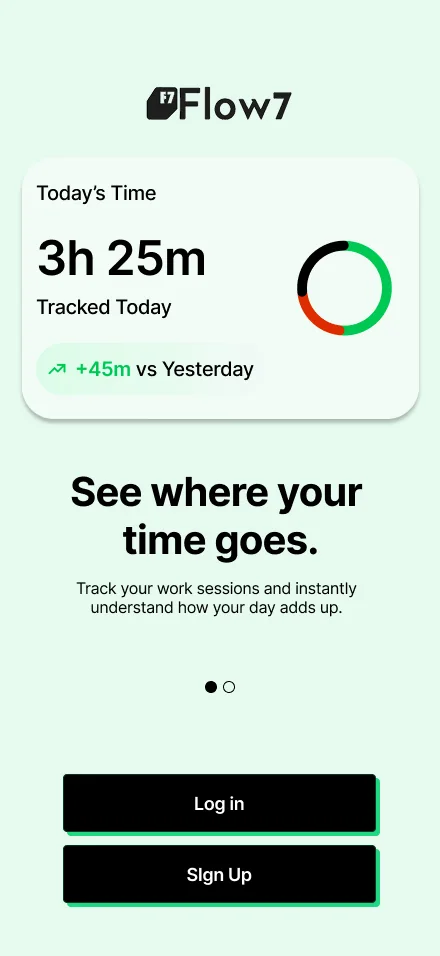 F7
Flow7
Today’s Time
3h 25m
Tracked Today
+45m vs Yesterday
See where your
time goes.
Track your work sessions and instantly
understand how your day adds up.
Log in
SIgn Up